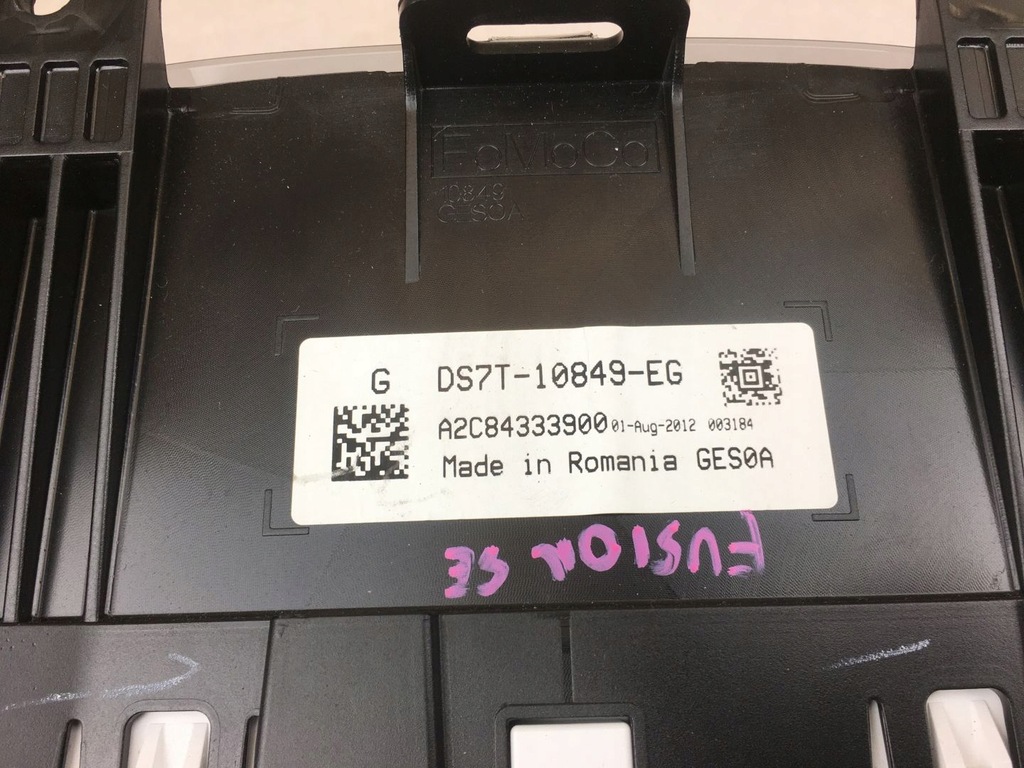 FoMoCo
10849
GES0A
G DS7T-10849-EG
A2C84333900 01-Aug-2012 003184
Made in Romania GES0A
FUSION SE